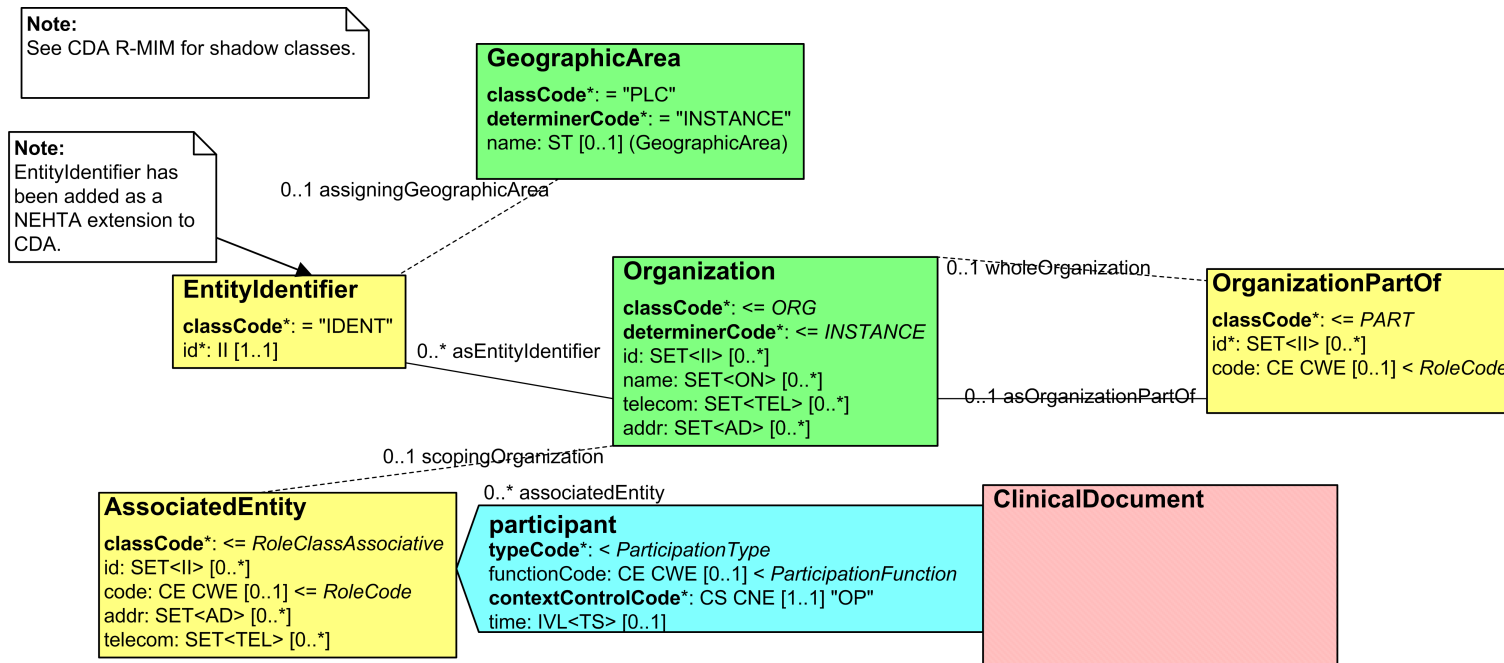 Note:
See CDA R-MIM for shadow classes.
GeographicArea
classCode*: = "PLC"
determinerCode*: = "INSTANCE"
name: ST [0..1] (GeographicArea)
Note:
EntityIdentifier has
been added as a
NEHTA extension to
CDA.
0..1 assigningGeographicArea
EntityIdentifier
classCode*: = "IDENT"
id*: II [1..1]
0..* asEntityIdentifier
Organization
classCode*: <= ORG
determinerCode*: <= INSTANCE
id: SET<II> [0..*]
name: SET<ON> [0..*]
telecom: SET<TEL> [0..*]
addr: SET<AD> [0..*]
0..1 wholeOrganization
OrganizationPartOf
classCode*: <= PART
id*: SET<II> [0..*]
code: CE CWE [0..1] < RoleCode
0..1 asOrganizationPartOf
0..1 scopingOrganization
AssociatedEntity
classCode*: <= RoleClassAssociative
id: SET<II> [0..*]
code: CE CWE [0..1] <= RoleCode
addr: SET<AD> [0..*]
telecom: SET<TEL> [0..*]
0..* associatedEntity
participant
typeCode*: < ParticipationType
functionCode: CE CWE [0..1] < ParticipationFunction
contextControlCode*: CS CNE [1..1] "OP"
time: IVL<TS> [0..1]
ClinicalDocument